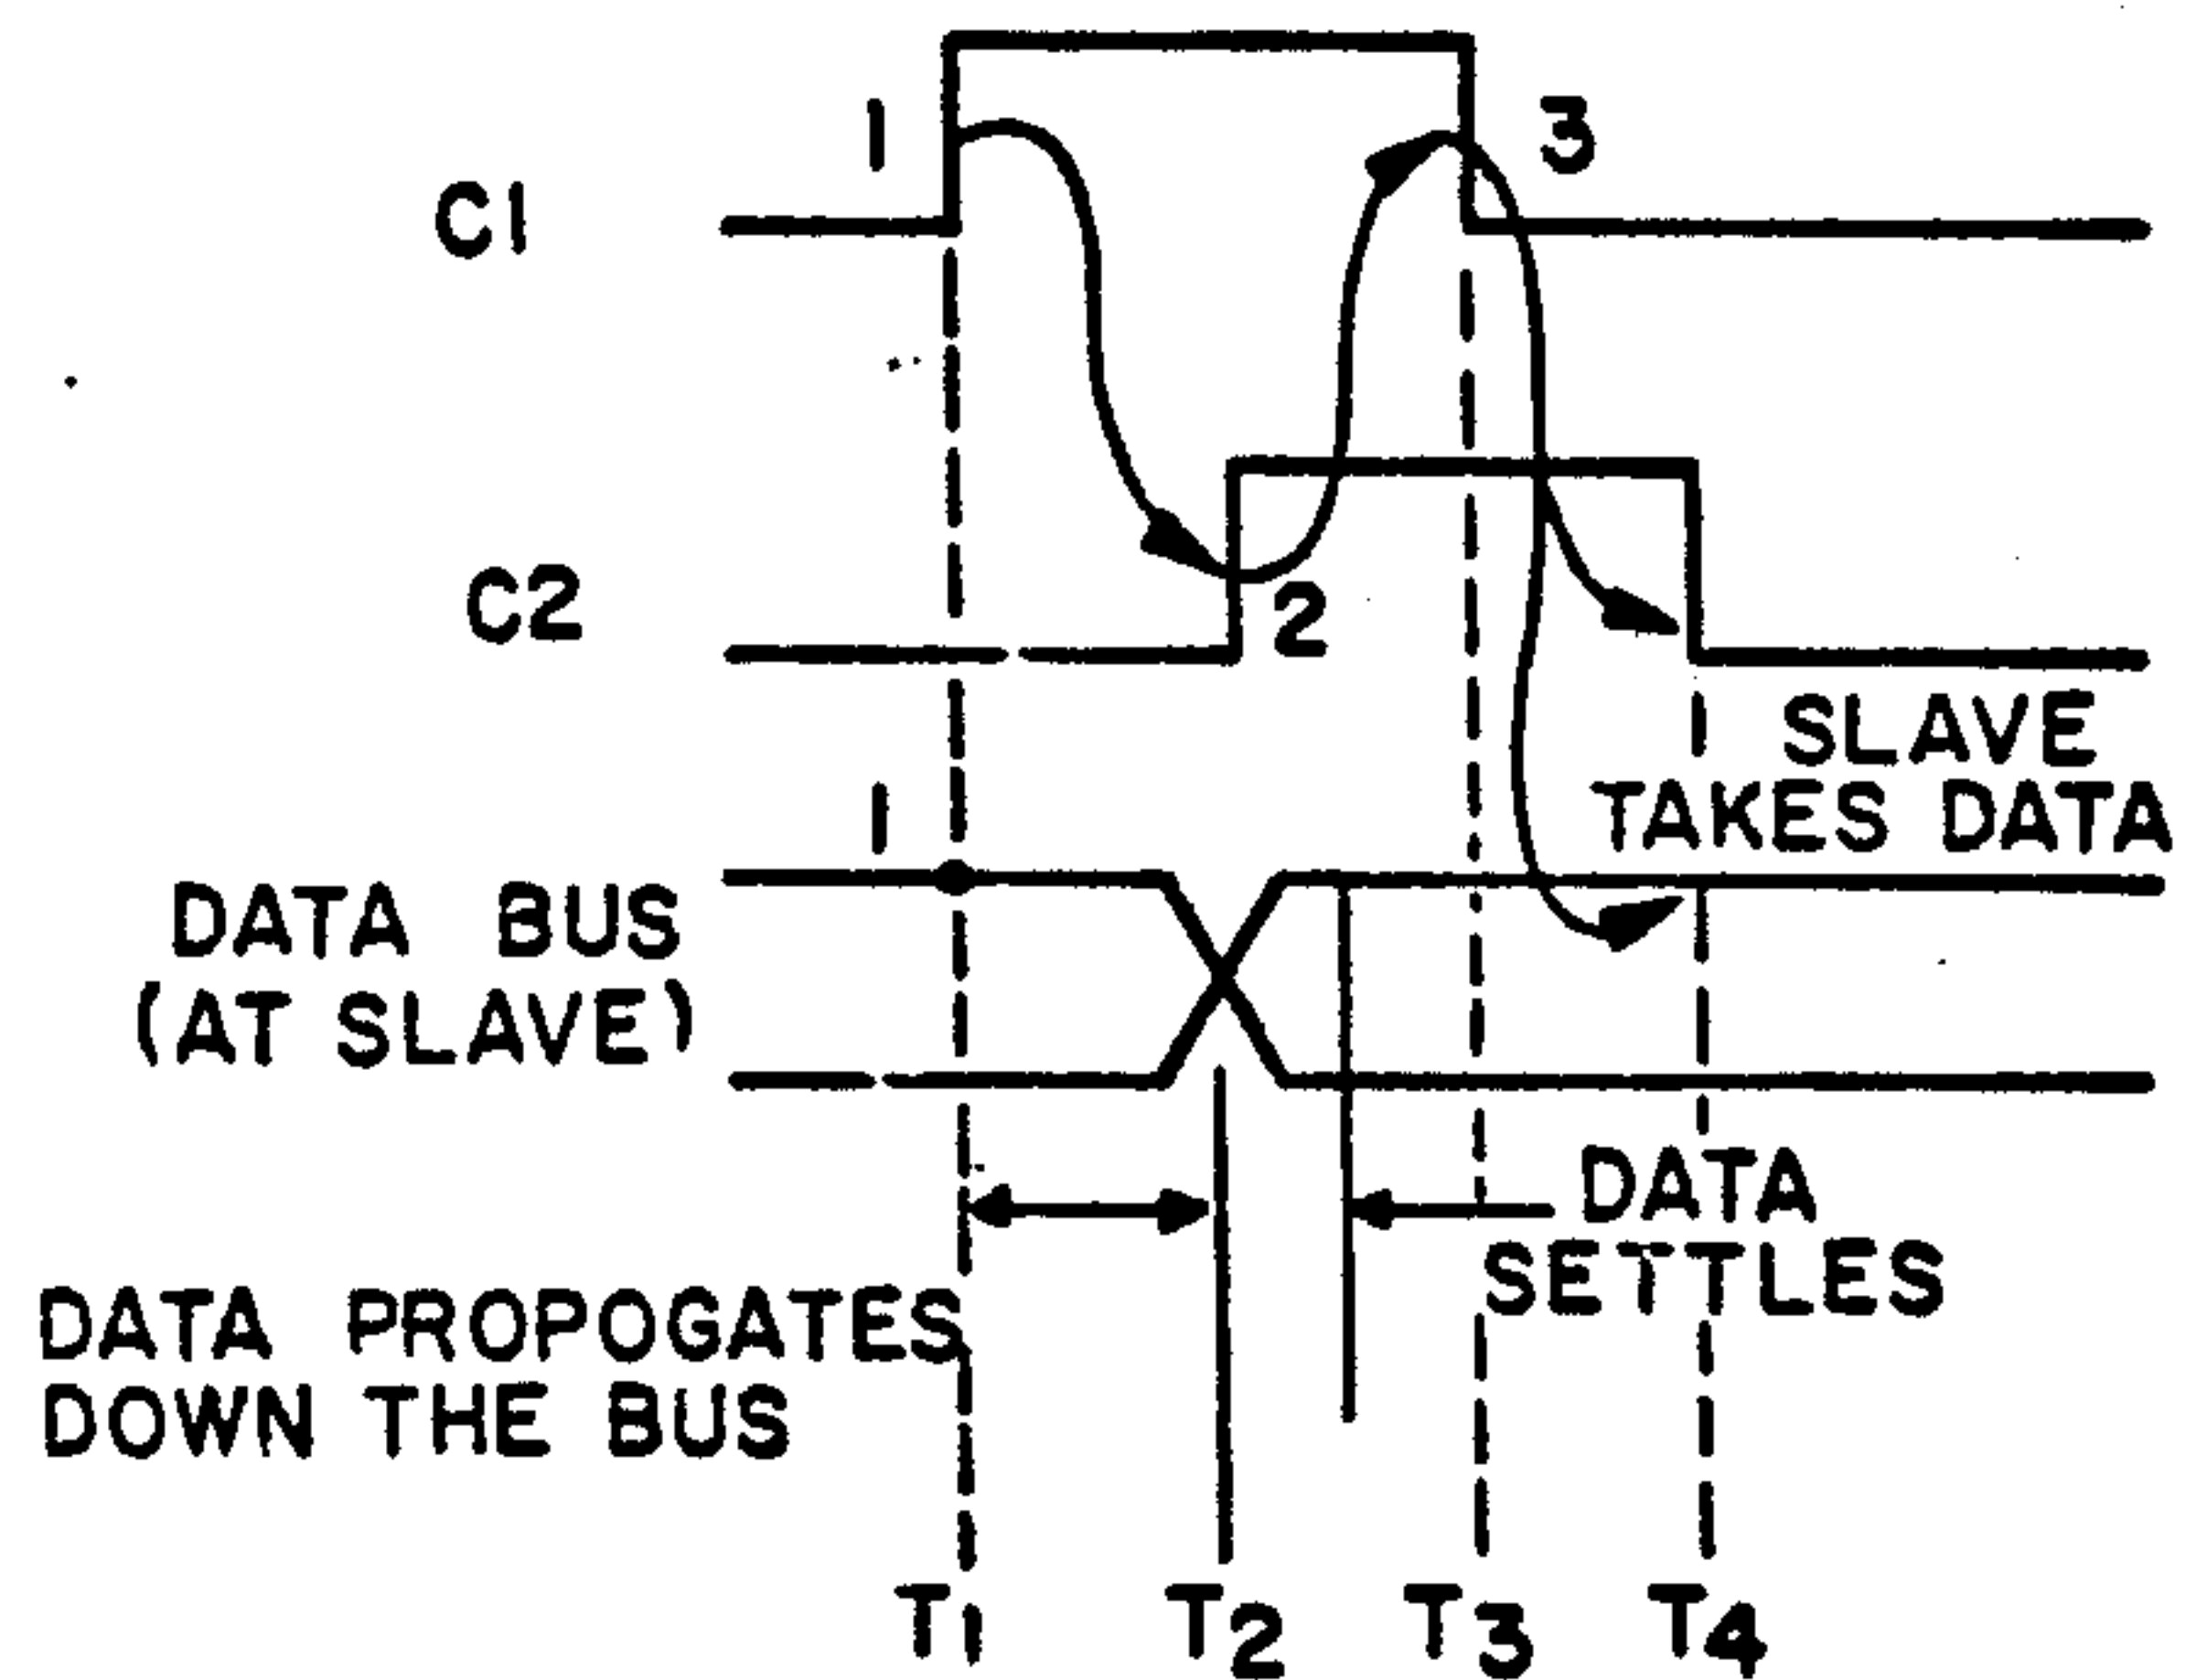 1
3
C1
C2
2
SLAVE
TAKES DATA
1
DATA BUS
(AT SLAVE)
DATA
SETTLES
DATA PROPOGATES
DOWN THE BUS
T1 T2 T3 T4